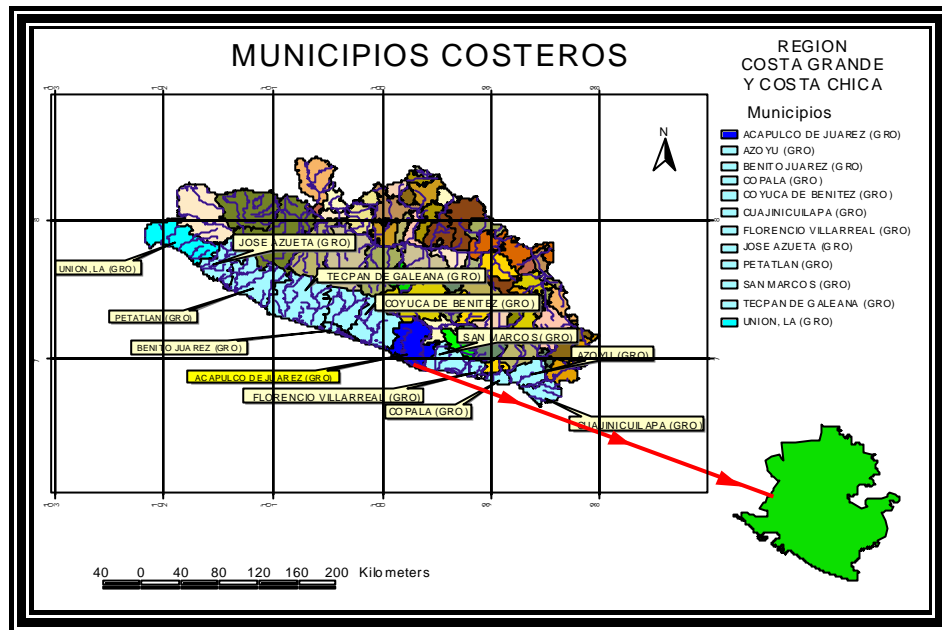 MUNICIPIOS COSTEROS
REGION
COSTA GRANDE
Y COSTA CHICA
Municipios
ACAPULCO DE JUAREZ (GRO)
AZOYU (GRO)
BENITO JUAREZ (GRO)
COPALA (GRO)
COYUCA DE BENITEZ (GRO)
CUAJINICUILAPA (GRO)
FLORENCIO VILLARREAL (GRO)
JOSE AZUETA (GRO)
PETATLAN (GRO)
SAN MARCOS (GRO)
TECPAN DE GALEANA (GRO)
UNION, LA (GRO)
N
JOSE AZUETA (GRO)
UNION, LA (GRO)
TECPAN DE GALEANA (GRO)
COYUCA DE BENITEZ (GRO)
PETATLAN (GRO)
SAN MARCOS (GRO)
BENITO JUAREZ (GRO)
AZOYU (GRO)
ACAPULCO DE JUAREZ (GRO)
FLORENCIO VILLARREAL (GRO)
COPALA (GRO)
CUAJINICUILAPA (GRO)
40 0 40 80 120 160 200 Kilometers